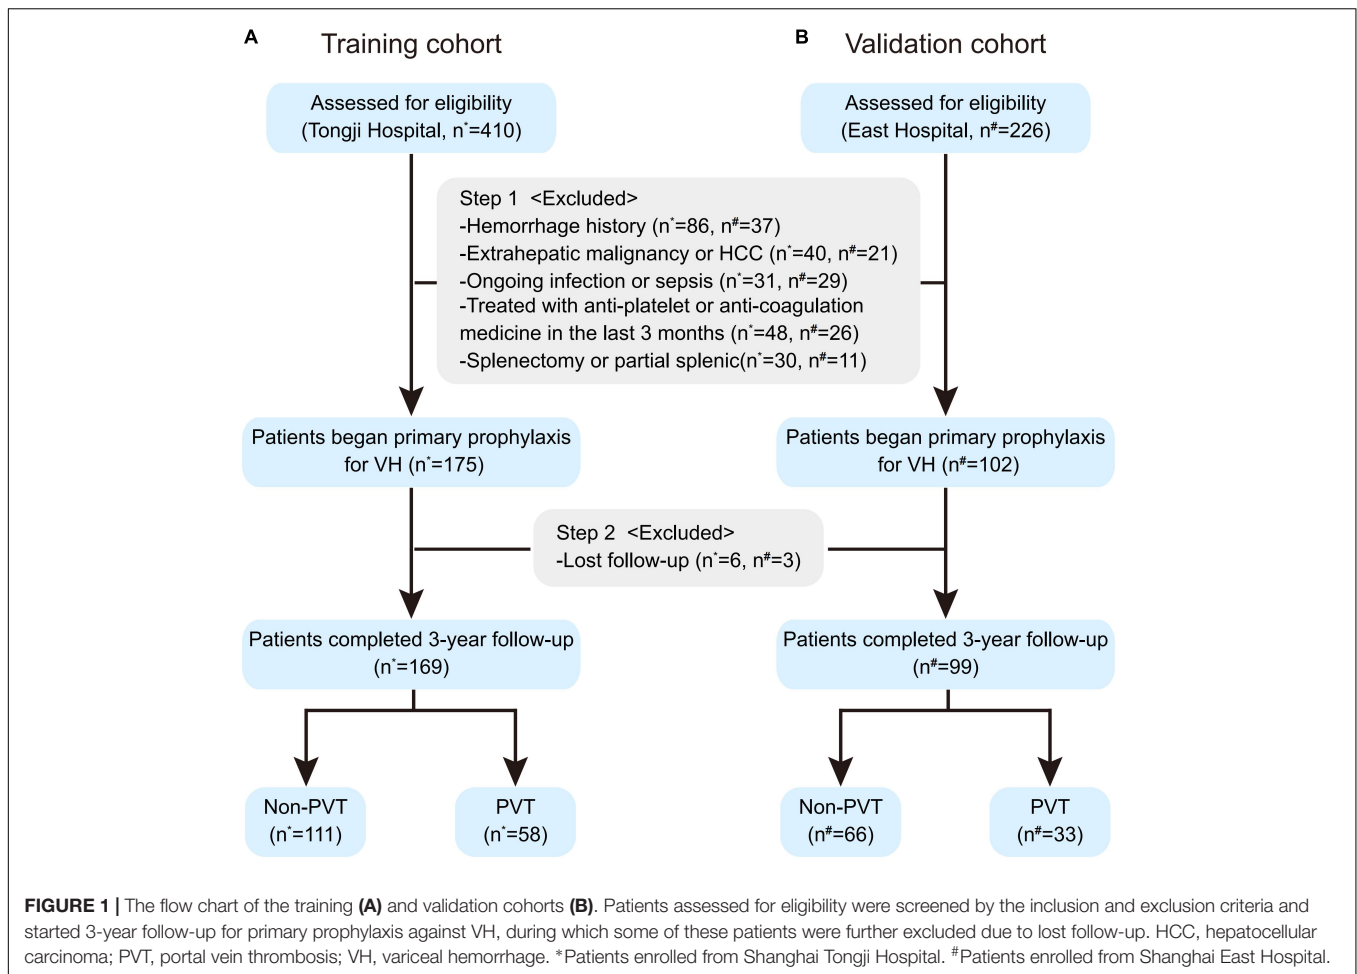 A Training cohort
B Validation cohort
Assessed for eligibility
(Tongji Hospital, n*=410)
Assessed for eligibility
(East Hospital, n#=226)
Step 1 <Excluded>
-Hemorrhage history (n*=86, n#=37)
-Extrahepatic malignancy or HCC (n*=40, n#=21)
-Ongoing infection or sepsis (n*=31, n#=29)
-Treated with anti-platelet or anti-coagulation
medicine in the last 3 months (n*=48, n#=26)
-Splenectomy or partial splenic(n*=30, n#=11)
Patients began primary prophylaxis
for VH (n*=175)
Patients began primary prophylaxis
for VH (n#=102)
Step 2 <Excluded>
-Lost follow-up (n*=6, n#=3)
Patients completed 3-year follow-up
(n*=169)
Patients completed 3-year follow-up
(n#=99)
Non-PVT
(n*=111)
PVT
(n*=58)
Non-PVT
(n#=66)
PVT
(n#=33)
FIGURE 1 | The flow chart of the training (A) and validation cohorts (B). Patients assessed for eligibility were screened by the inclusion and exclusion criteria and
started 3-year follow-up for primary prophylaxis against VH, during which some of these patients were further excluded due to lost follow-up. HCC, hepatocellular
carcinoma; PVT, portal vein thrombosis; VH, variceal hemorrhage. *Patients enrolled from Shanghai Tongji Hospital. #Patients enrolled from Shanghai East Hospital.